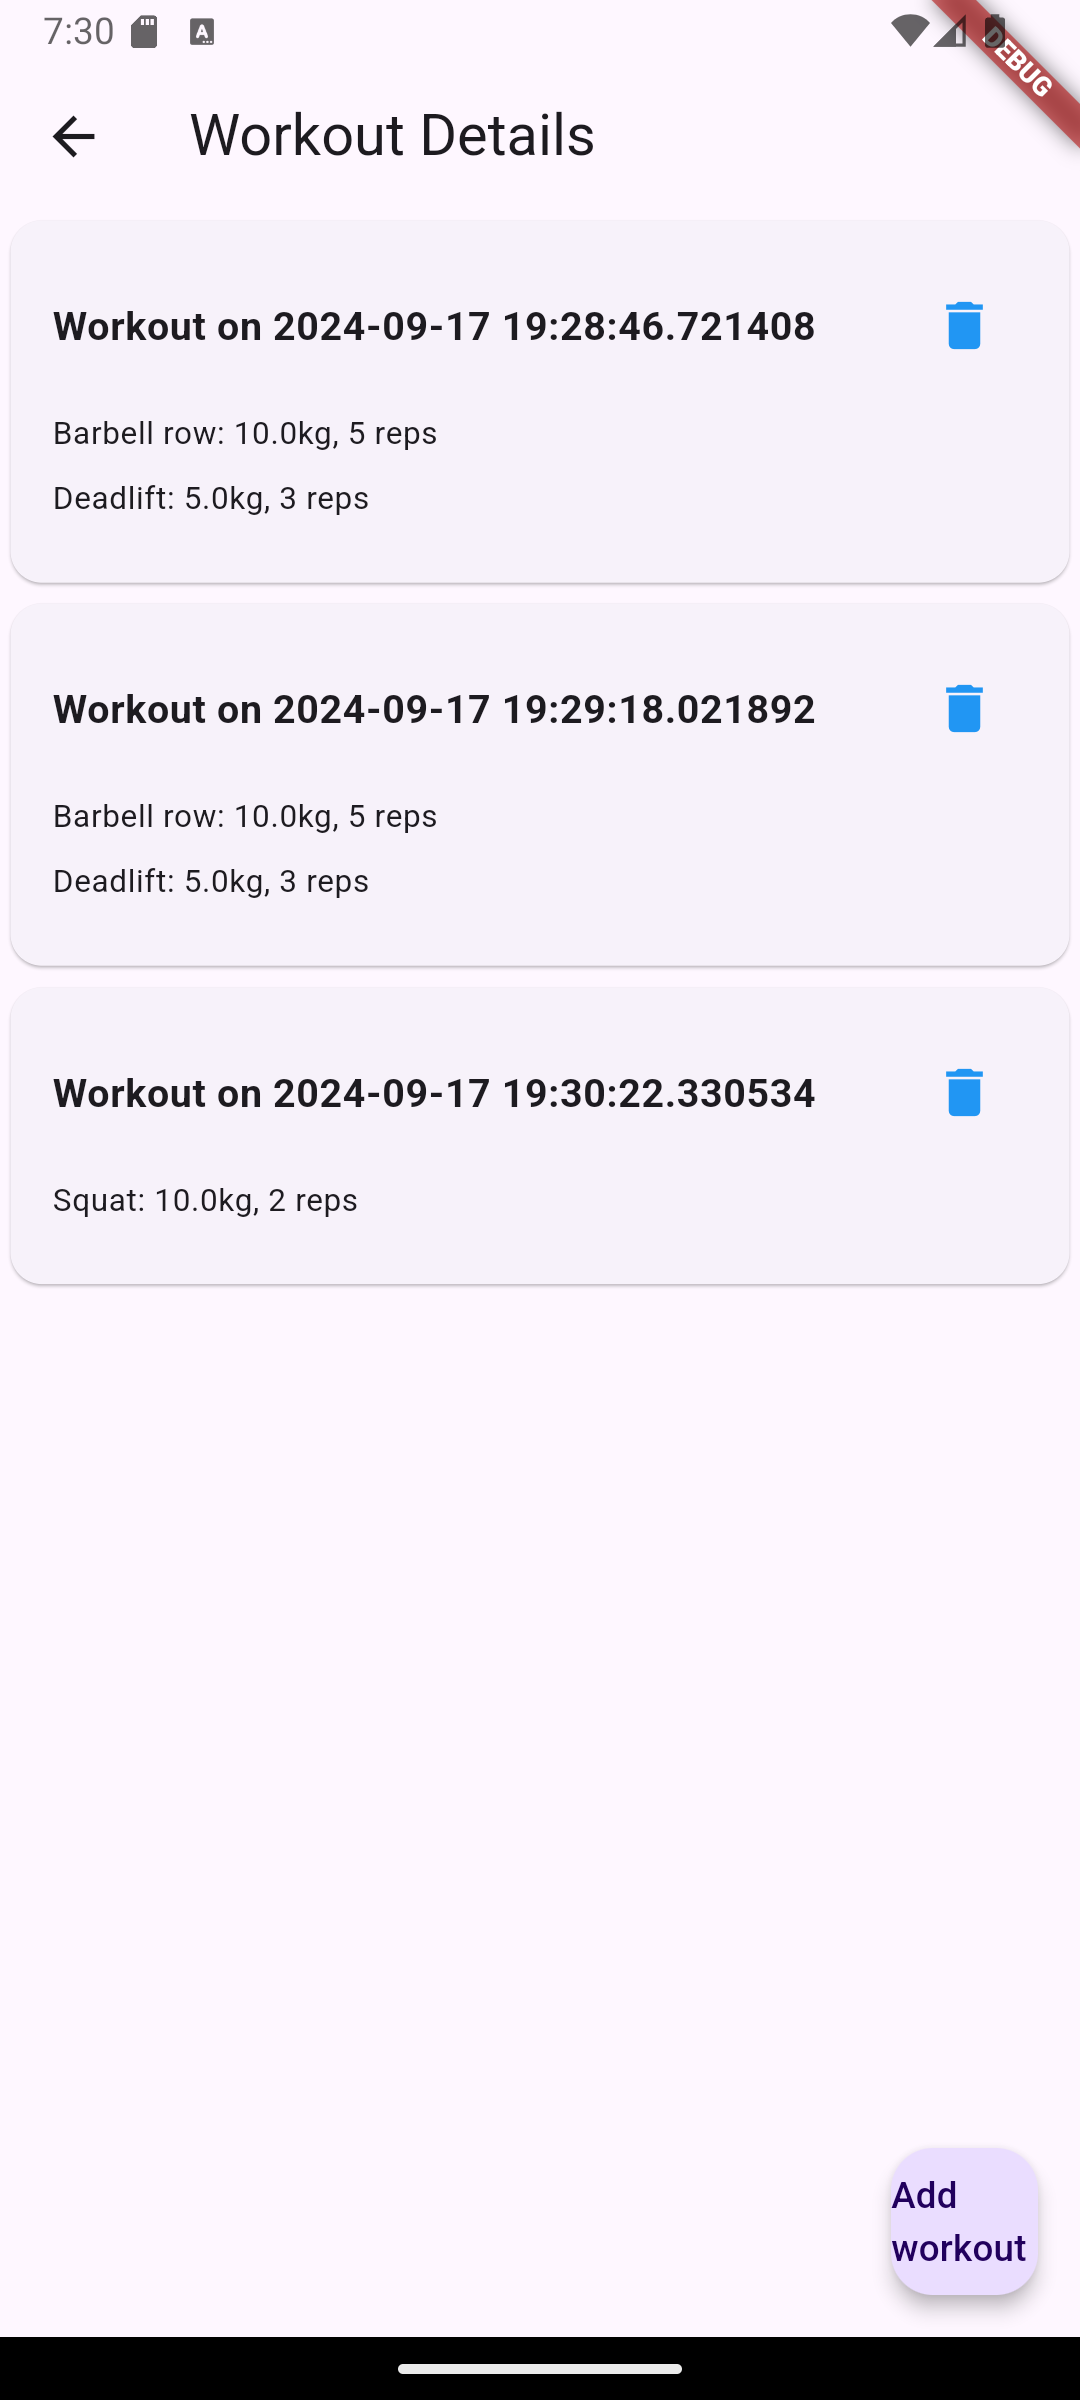 7:30
DEBUG
Workout Details
Workout on 2024-09-17 19:28:46.721408
Barbell row: 10.0kg, 5 reps
Deadlift: 5.0kg, 3 reps
Workout on 2024-09-17 19:29:18.021892
Barbell row: 10.0kg, 5 reps
Deadlift: 5.0kg, 3 reps
Workout on 2024-09-17 19:30:22.330534
Squat: 10.0kg, 2 reps
Add
workout